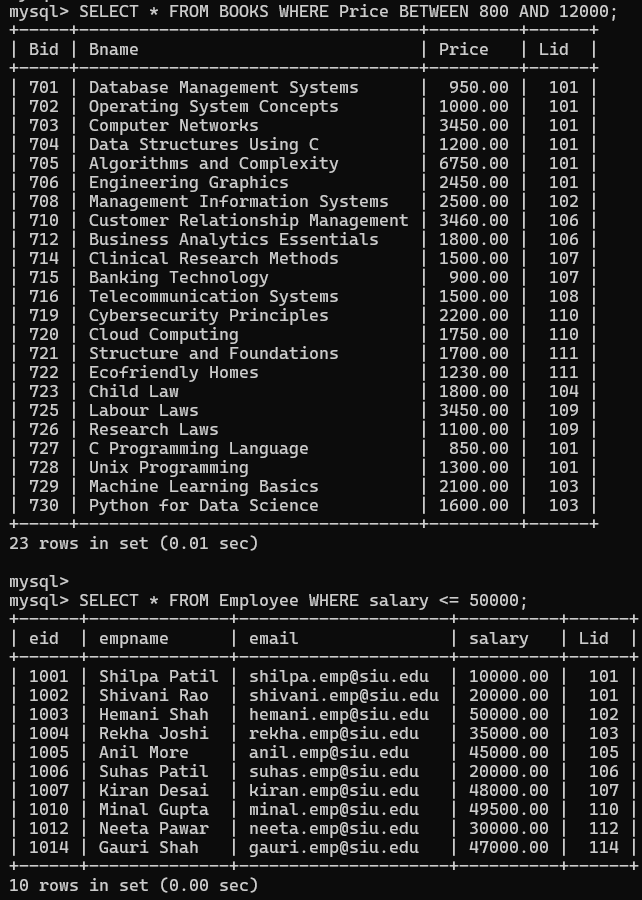 mysql> SELECT * FROM BOOKS WHERE Price BETWEEN 800 AND 12000;
+-----+----------------------------------+---------+------+
| Bid | Bname                            | Price   | Lid  |
+-----+----------------------------------+---------+------+
| 701 | Database Management Systems      |  950.00 |  101 |
| 702 | Operating System Concepts        | 1000.00 |  101 |
| 703 | Computer Networks                | 3450.00 |  101 |
| 704 | Data Structures Using C          | 1200.00 |  101 |
| 705 | Algorithms and Complexity        | 6750.00 |  101 |
| 706 | Engineering Graphics             | 2450.00 |  101 |
| 708 | Management Information Systems   | 2500.00 |  102 |
| 710 | Customer Relationship Management | 3460.00 |  106 |
| 712 | Business Analytics Essentials    | 1800.00 |  106 |
| 714 | Clinical Research Methods        | 1500.00 |  107 |
| 715 | Banking Technology               |  900.00 |  107 |
| 716 | Telecommunication Systems        | 1500.00 |  108 |
| 719 | Cybersecurity Principles         | 2200.00 |  110 |
| 720 | Cloud Computing                  | 1750.00 |  110 |
| 721 | Structure and Foundations        | 1700.00 |  111 |
| 722 | Ecofriendly Homes                | 1230.00 |  111 |
| 723 | Child Law                        | 1800.00 |  104 |
| 725 | Labour Laws                      | 3450.00 |  109 |
| 726 | Research Laws                    | 1100.00 |  109 |
| 727 | C Programming Language           |  850.00 |  101 |
| 728 | Unix Programming                 | 1300.00 |  101 |
| 729 | Machine Learning Basics          | 2100.00 |  103 |
| 730 | Python for Data Science          | 1600.00 |  103 |
+-----+----------------------------------+---------+------+
23 rows in set (0.01 sec)

mysql>
mysql> SELECT * FROM Employee WHERE salary <= 50000;
+------+--------------+---------------------+----------+------+
| eid  | empname      | email               | salary   | Lid  |
+------+--------------+---------------------+----------+------+
| 1001 | Shilpa Patil | shilpa.emp@siu.edu  | 10000.00 |  101 |
| 1002 | Shivani Rao  | shivani.emp@siu.edu | 20000.00 |  101 |
| 1003 | Hemani Shah  | hemani.emp@siu.edu  | 50000.00 |  102 |
| 1004 | Rekha Joshi  | rekha.emp@siu.edu   | 35000.00 |  103 |
| 1005 | Anil More    | anil.emp@siu.edu    | 45000.00 |  105 |
| 1006 | Suhas Patil  | suhas.emp@siu.edu   | 20000.00 |  106 |
| 1007 | Kiran Desai  | kiran.emp@siu.edu   | 48000.00 |  107 |
| 1010 | Minal Gupta  | minal.emp@siu.edu   | 49500.00 |  110 |
| 1012 | Neeta Pawar  | neeta.emp@siu.edu   | 30000.00 |  112 |
| 1014 | Gauri Shah   | gauri.emp@siu.edu   | 47000.00 |  114 |
+------+--------------+---------------------+----------+------+
10 rows in set (0.00 sec)